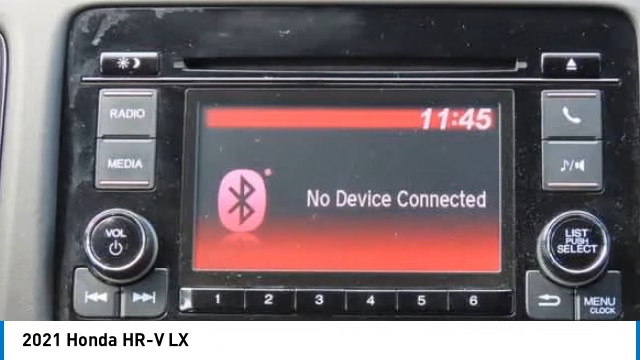 11:45
RADIO
MEDIA
No Device Connected
VOL
LIST
PUSH
SELECT
1 2 3 4 5 6
MENU
CLOCK
2021 Honda HR-V LX